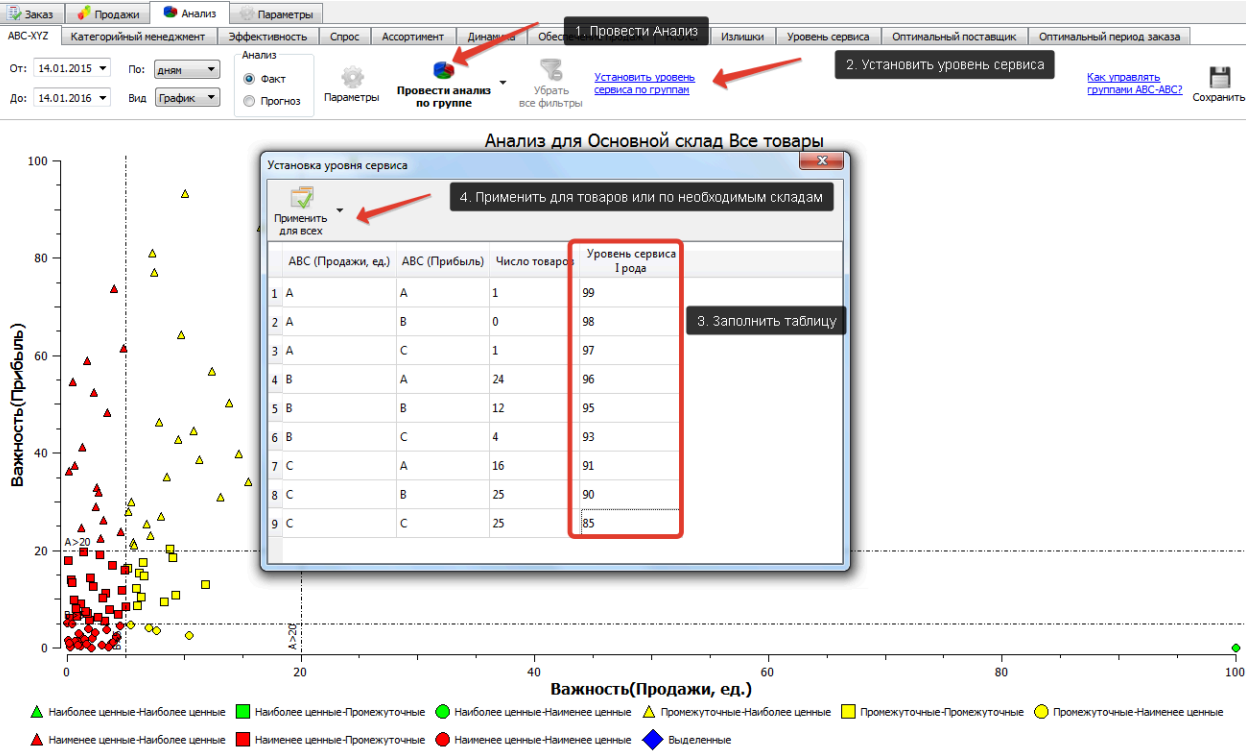 Заказ Продажи Анализ Параметры
ABC-XYZ Категорийный менеджмент Эффективность Спрос Ассортимент Динамика Излишки Уровень сервиса Оптимальный поставщик Оптимальный период заказа
1. Провести Анализ
2. Установить уровень сервиса
От: 14.01.2015 По: дням
До: 14.01.2016 Вид График
Анализ
Факт
Прогноз
Параметры
Провести анализ
по группе
Убрать
все фильтры
Установить уровень
сервиса по группам
Как управлять
группами ABC-ABC?
Сохранить
Анализ для Основной склад Все товары
Установка уровня сервиса
Применить
для всех
4. Применить для товаров или по необходимым складам
ABC (Продажи, ед.) ABC (Прибыль) Число товаров Уровень сервиса
I рода
1 A A 1 99
2 A B 0 98
3 A C 1 97
4 B A 24 96
5 B B 12 95
6 B C 4 93
7 C A 16 91
8 C B 25 90
9 C C 25 85
3. Заполнить таблицу
Важность(Прибыль)
100
80
60
40
20
0
A>20
A>20
0 20 40 60 80 100
Важность(Продажи, ед.)
Наиболее ценные-Наиболее ценные Наиболее ценные-Промежуточные Наиболее ценные-Наименее ценные Промежуточные-Наиболее ценные Промежуточные-Промежуточные Промежуточные-Наименее ценные
Наименее ценные-Наиболее ценные Наименее ценные-Промежуточные Наименее ценные-Наименее ценные Выделенные